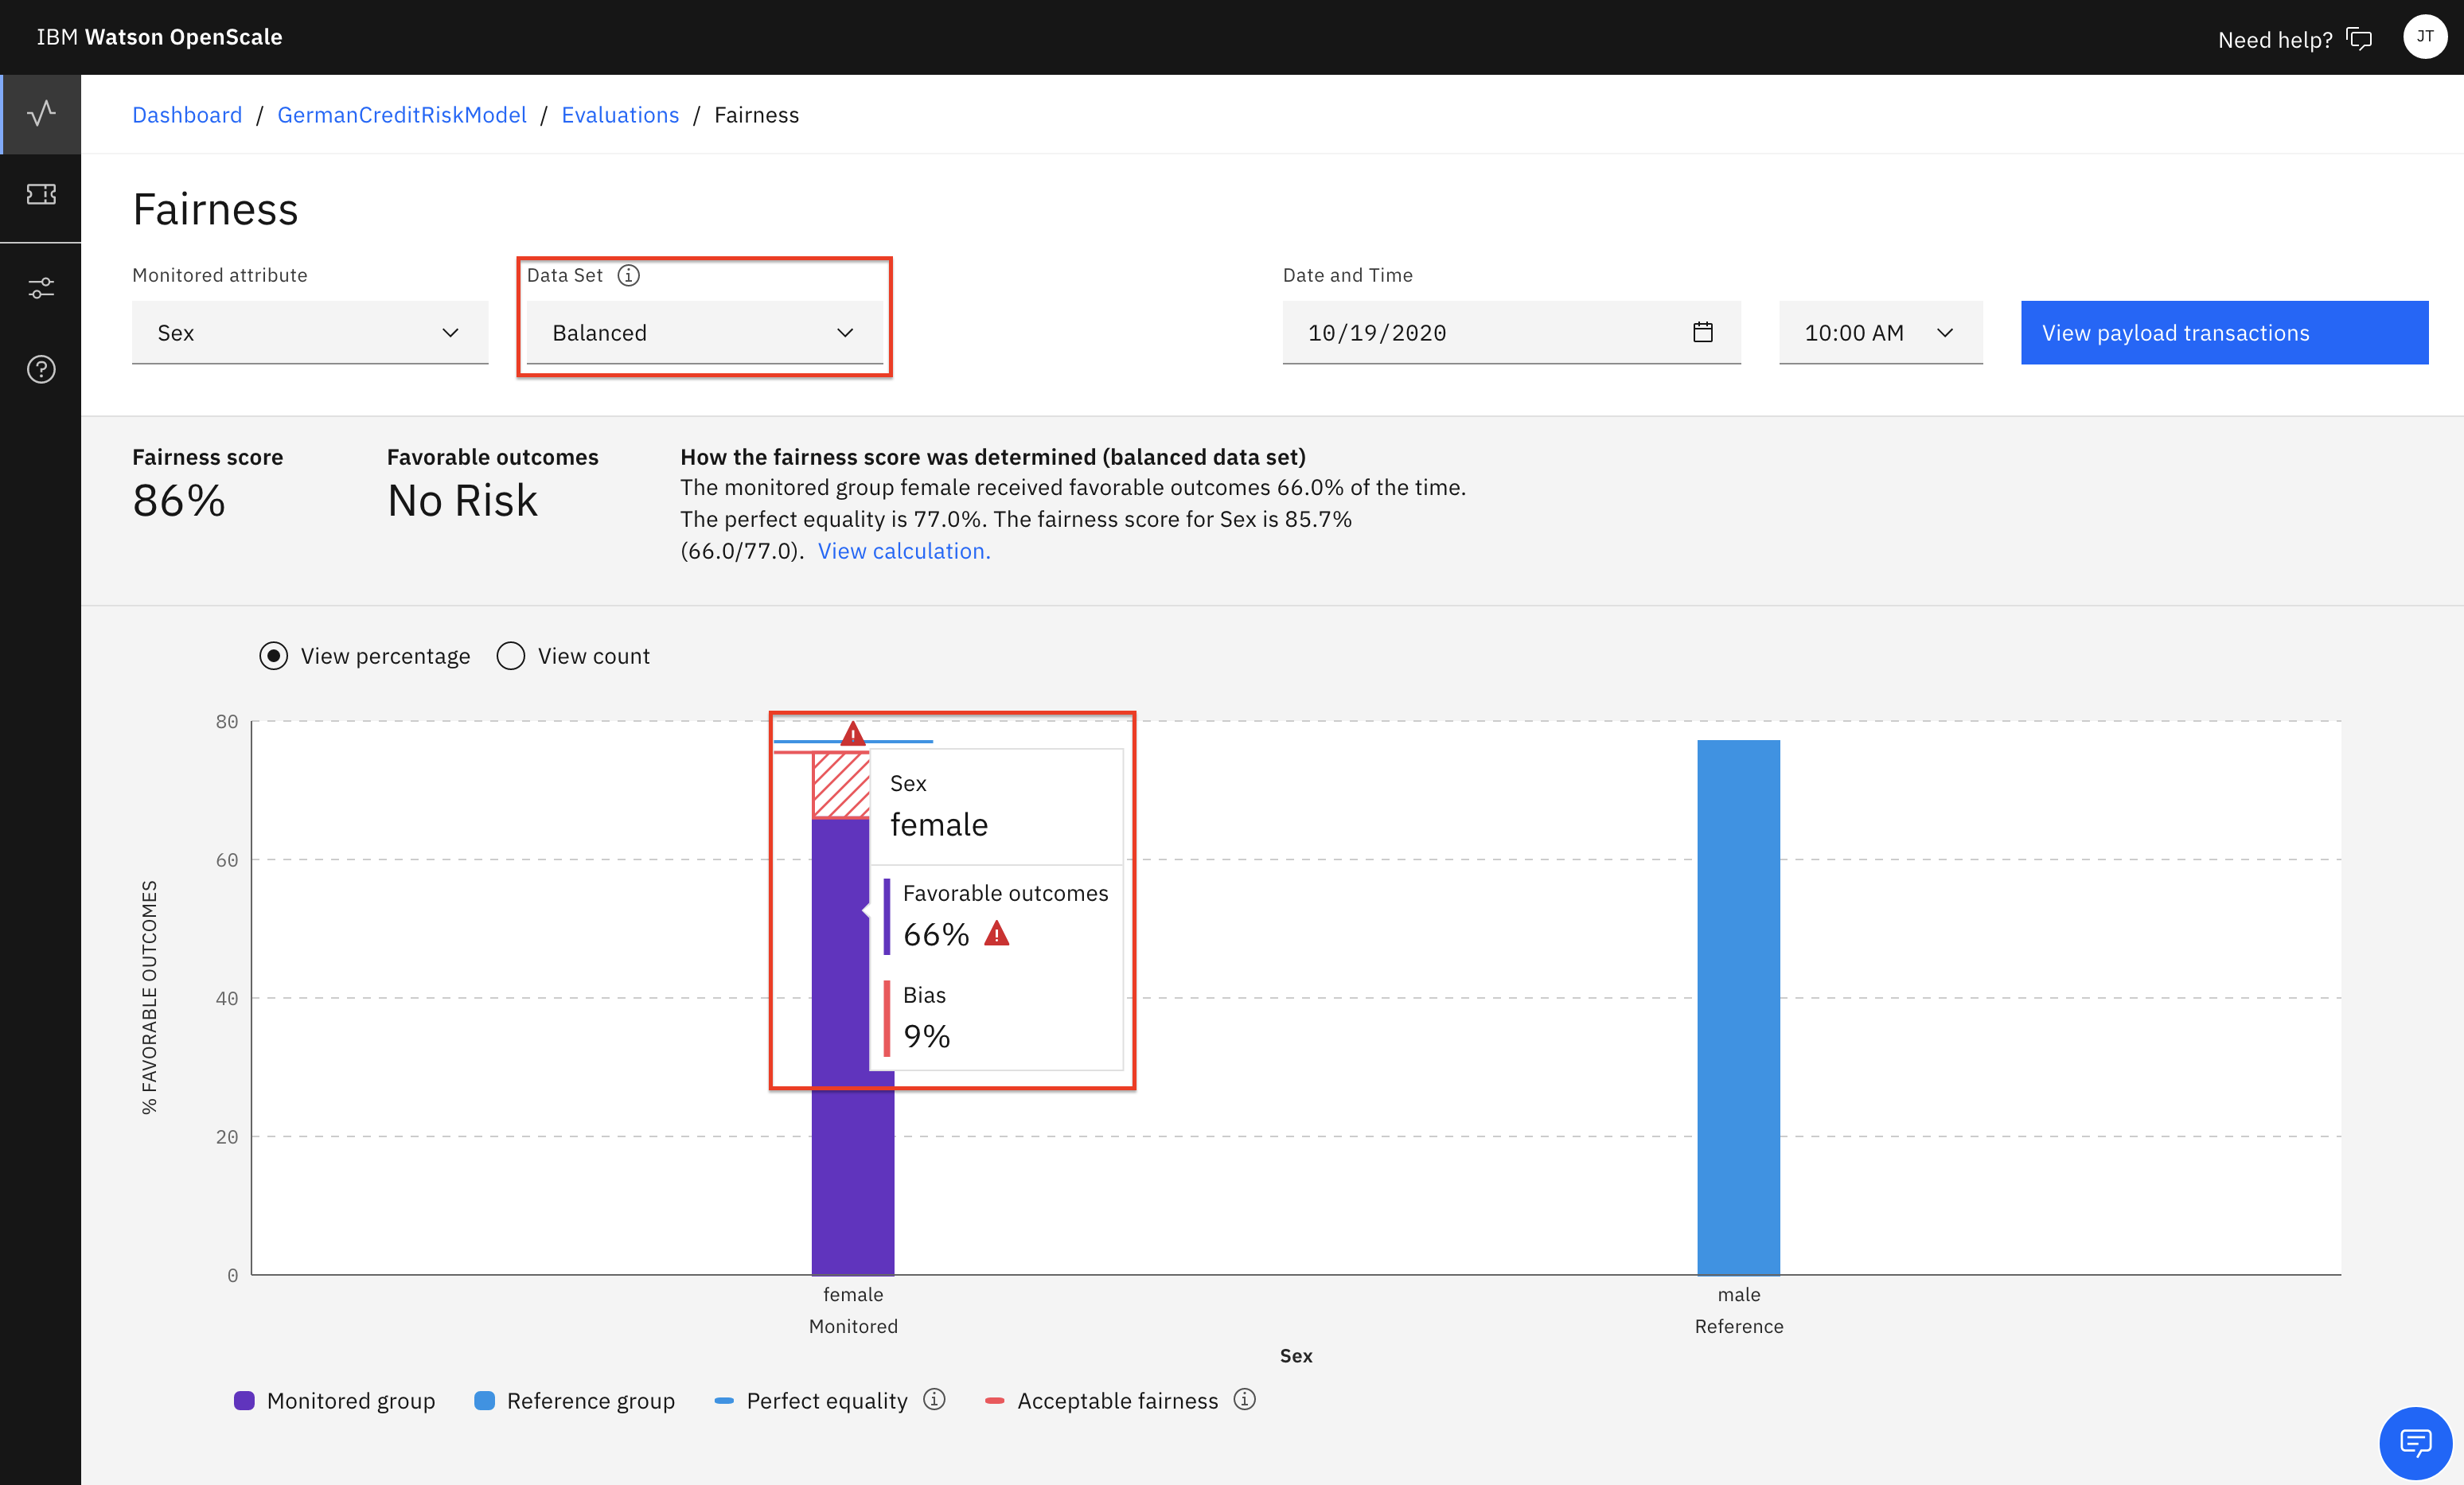 IBM Watson OpenScale
Need help?
JT
Dashboard / GermanCreditRiskModel / Evaluations / Fairness
Fairness
Monitored attribute
Data Set
Date and Time
Sex
Balanced
10/19/2020
10:00 AM
View payload transactions
Fairness score
86%
Favorable outcomes
No Risk
How the fairness score was determined (balanced data set)
The monitored group female received favorable outcomes 66.0% of the time.
The perfect equality is 77.0%. The fairness score for Sex is 85.7%
(66.0/77.0). View calculation.
View percentage
View count
% FAVORABLE OUTCOMES
80
60
40
20
0
Sex
female
Favorable outcomes
66%
Bias
9%
female
Monitored
male
Reference
Sex
Monitored group
Reference group
Perfect equality
Acceptable fairness